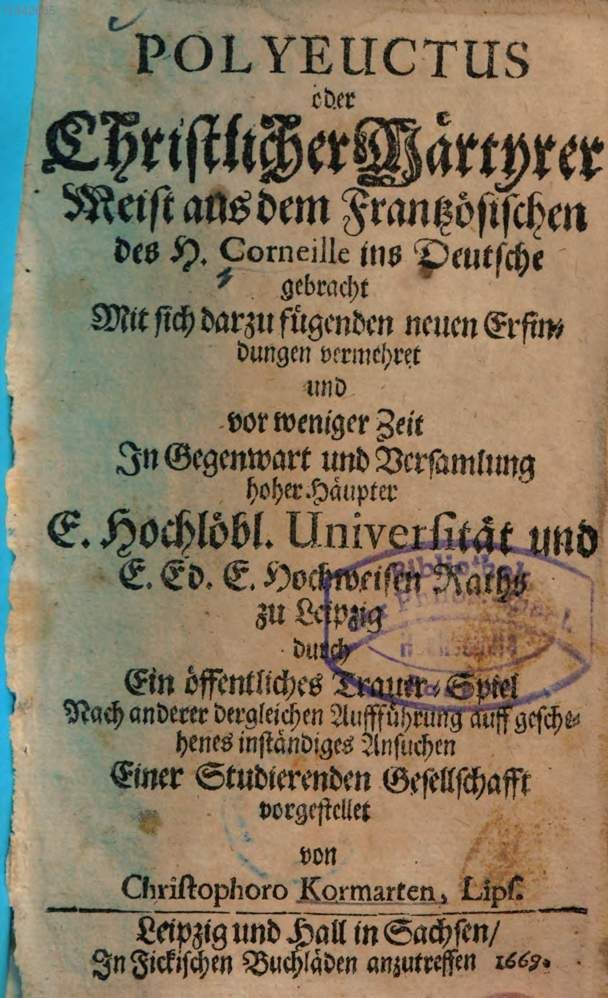 POLYEUCTUS
oder
Christlicher Märtyrer
Meist aus dem Frantzösischen
des H. Corneille ins Deutsche
gebracht
Mit sich darzu fügenden neuen Erfin-
dungen vermehret
und
vor weniger Zeit
In Gegenwart und Versamlung
hoher Häupter
E. Hochlöbl. Universität und
E. Ed. E. Hochweisen Raths
zu Leipzig
durch
Ein öffentliches Trauer-Spiel
Nach anderer dergleichen Auffführung auff gesche-
henes inständiges Ansuchen
Einer Studierenden Gesellschafft
vorgestellet
von
Christophoro Kormarten, Lips.
Leipzig und Hall in Sachsen/
In Fickischen Buchläden anzutreffen 1669.